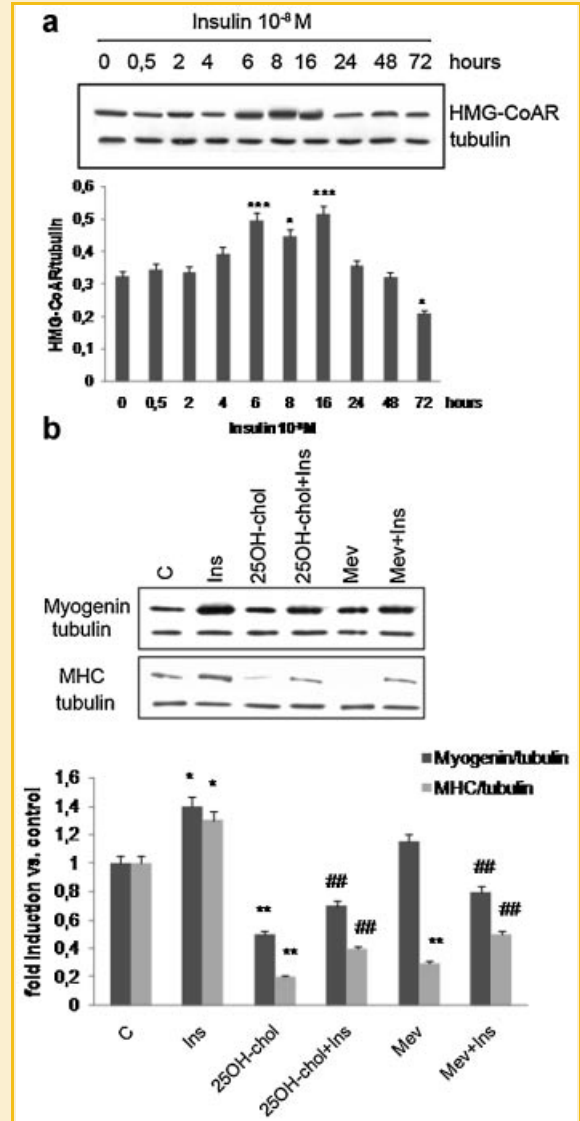 a
Insulin 10⁻⁸ M
0 0,5 2 4 6 8 16 24 48 72 hours
HMG-CoAR
tubulin
HMG-CoAR/tubulin
0,6
0,5
0,4
0,3
0,2
0,1
0
*** * *** *
0 0,5 2 4 6 8 16 24 48 72 hours
Insulin 10⁻⁸M
b
C Ins 25OH-chol 25OH-chol+Ins Mev Mev+Ins
Myogenin
tubulin
MHC
tubulin
Myogenin/tubulin
MHC/tubulin
fold induction vs. control
1,6
1,4
1,2
1
0,8
0,6
0,4
0,2
0
* * ** ** ## ## ** ## ##
C Ins 25OH-chol 25OH-chol+Ins Mev Mev+Ins